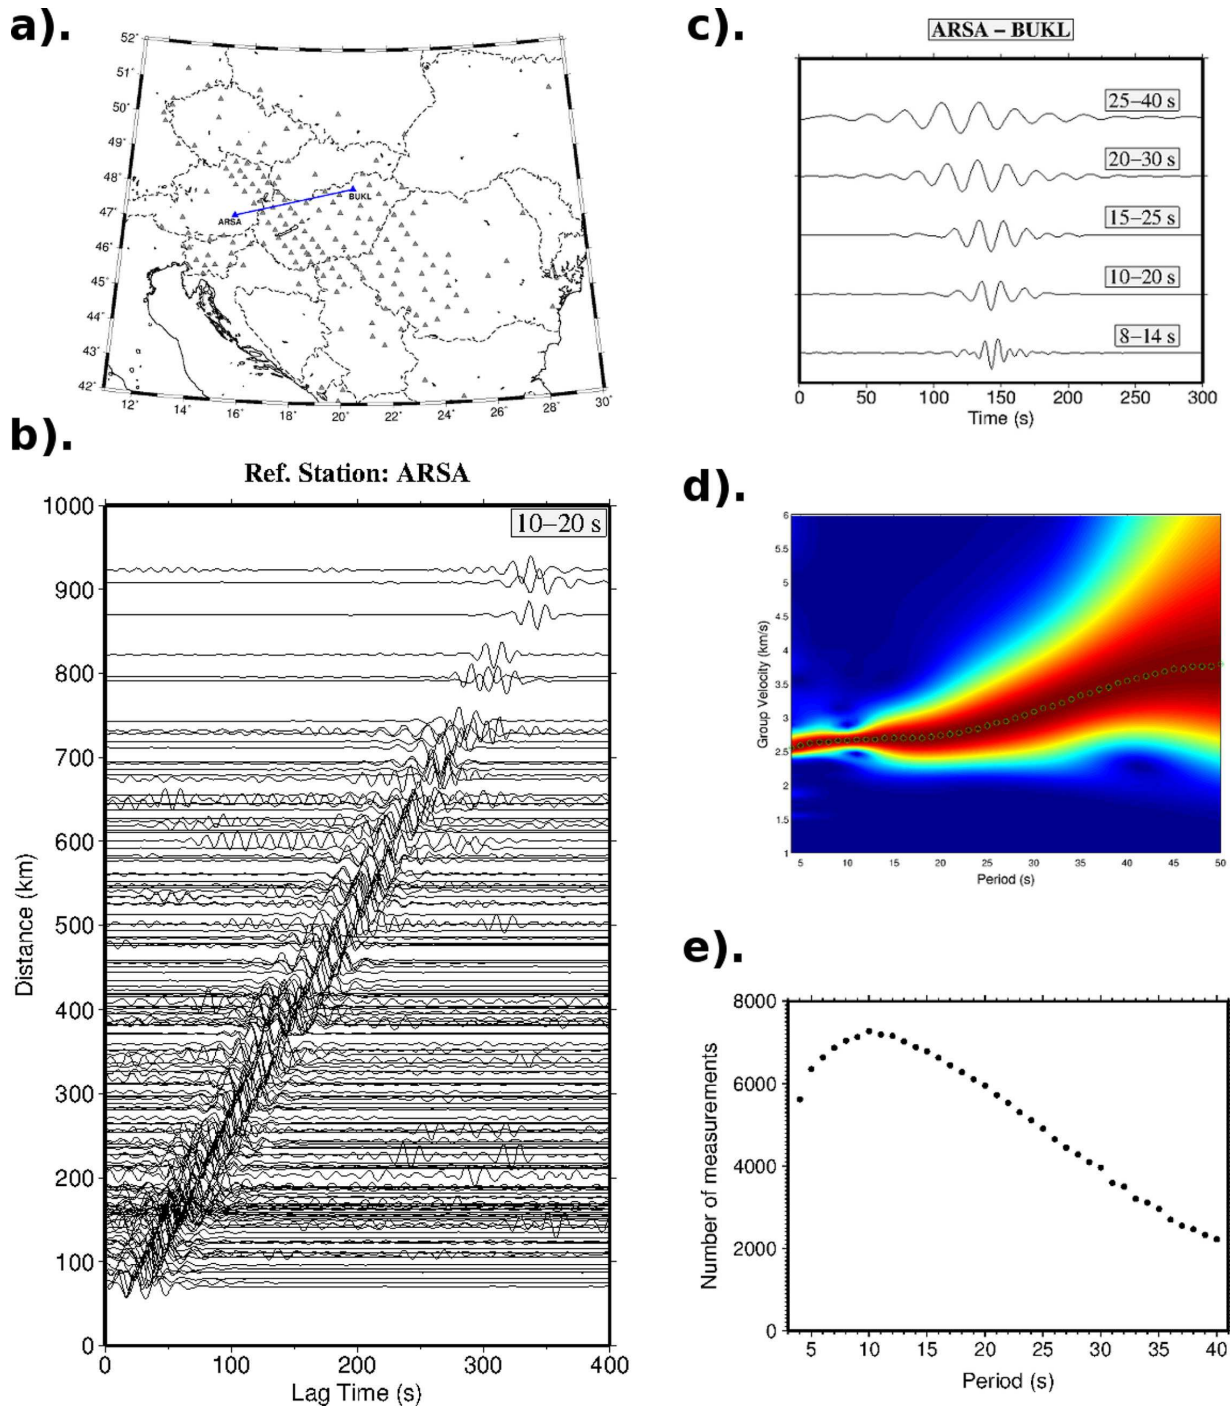 a).
52°
51°
50°
49°
48°
47°
46°
45°
44°
43°
42°
12°
14°
16°
18°
20°
22°
24°
26°
28°
30°
ARSA
BUKL
b).
Ref. Station: ARSA
10–20 s
1000
900
800
700
600
500
400
300
200
100
0
Distance (km)
0 100 200 300 400
Lag Time (s)
c).
ARSA – BUKL
25–40 s
20–30 s
15–25 s
10–20 s
8–14 s
0 50 100 150 200 250 300
Time (s)
d).
6
5.5
5
4.5
4
3.5
3
2.5
2
1.5
1
Group Velocity (km/s)
5 10 15 20 25 30 35 40 45 50
Period (s)
e).
8000
6000
4000
2000
0
Number of measurements
5 10 15 20 25 30 35 40
Period (s)